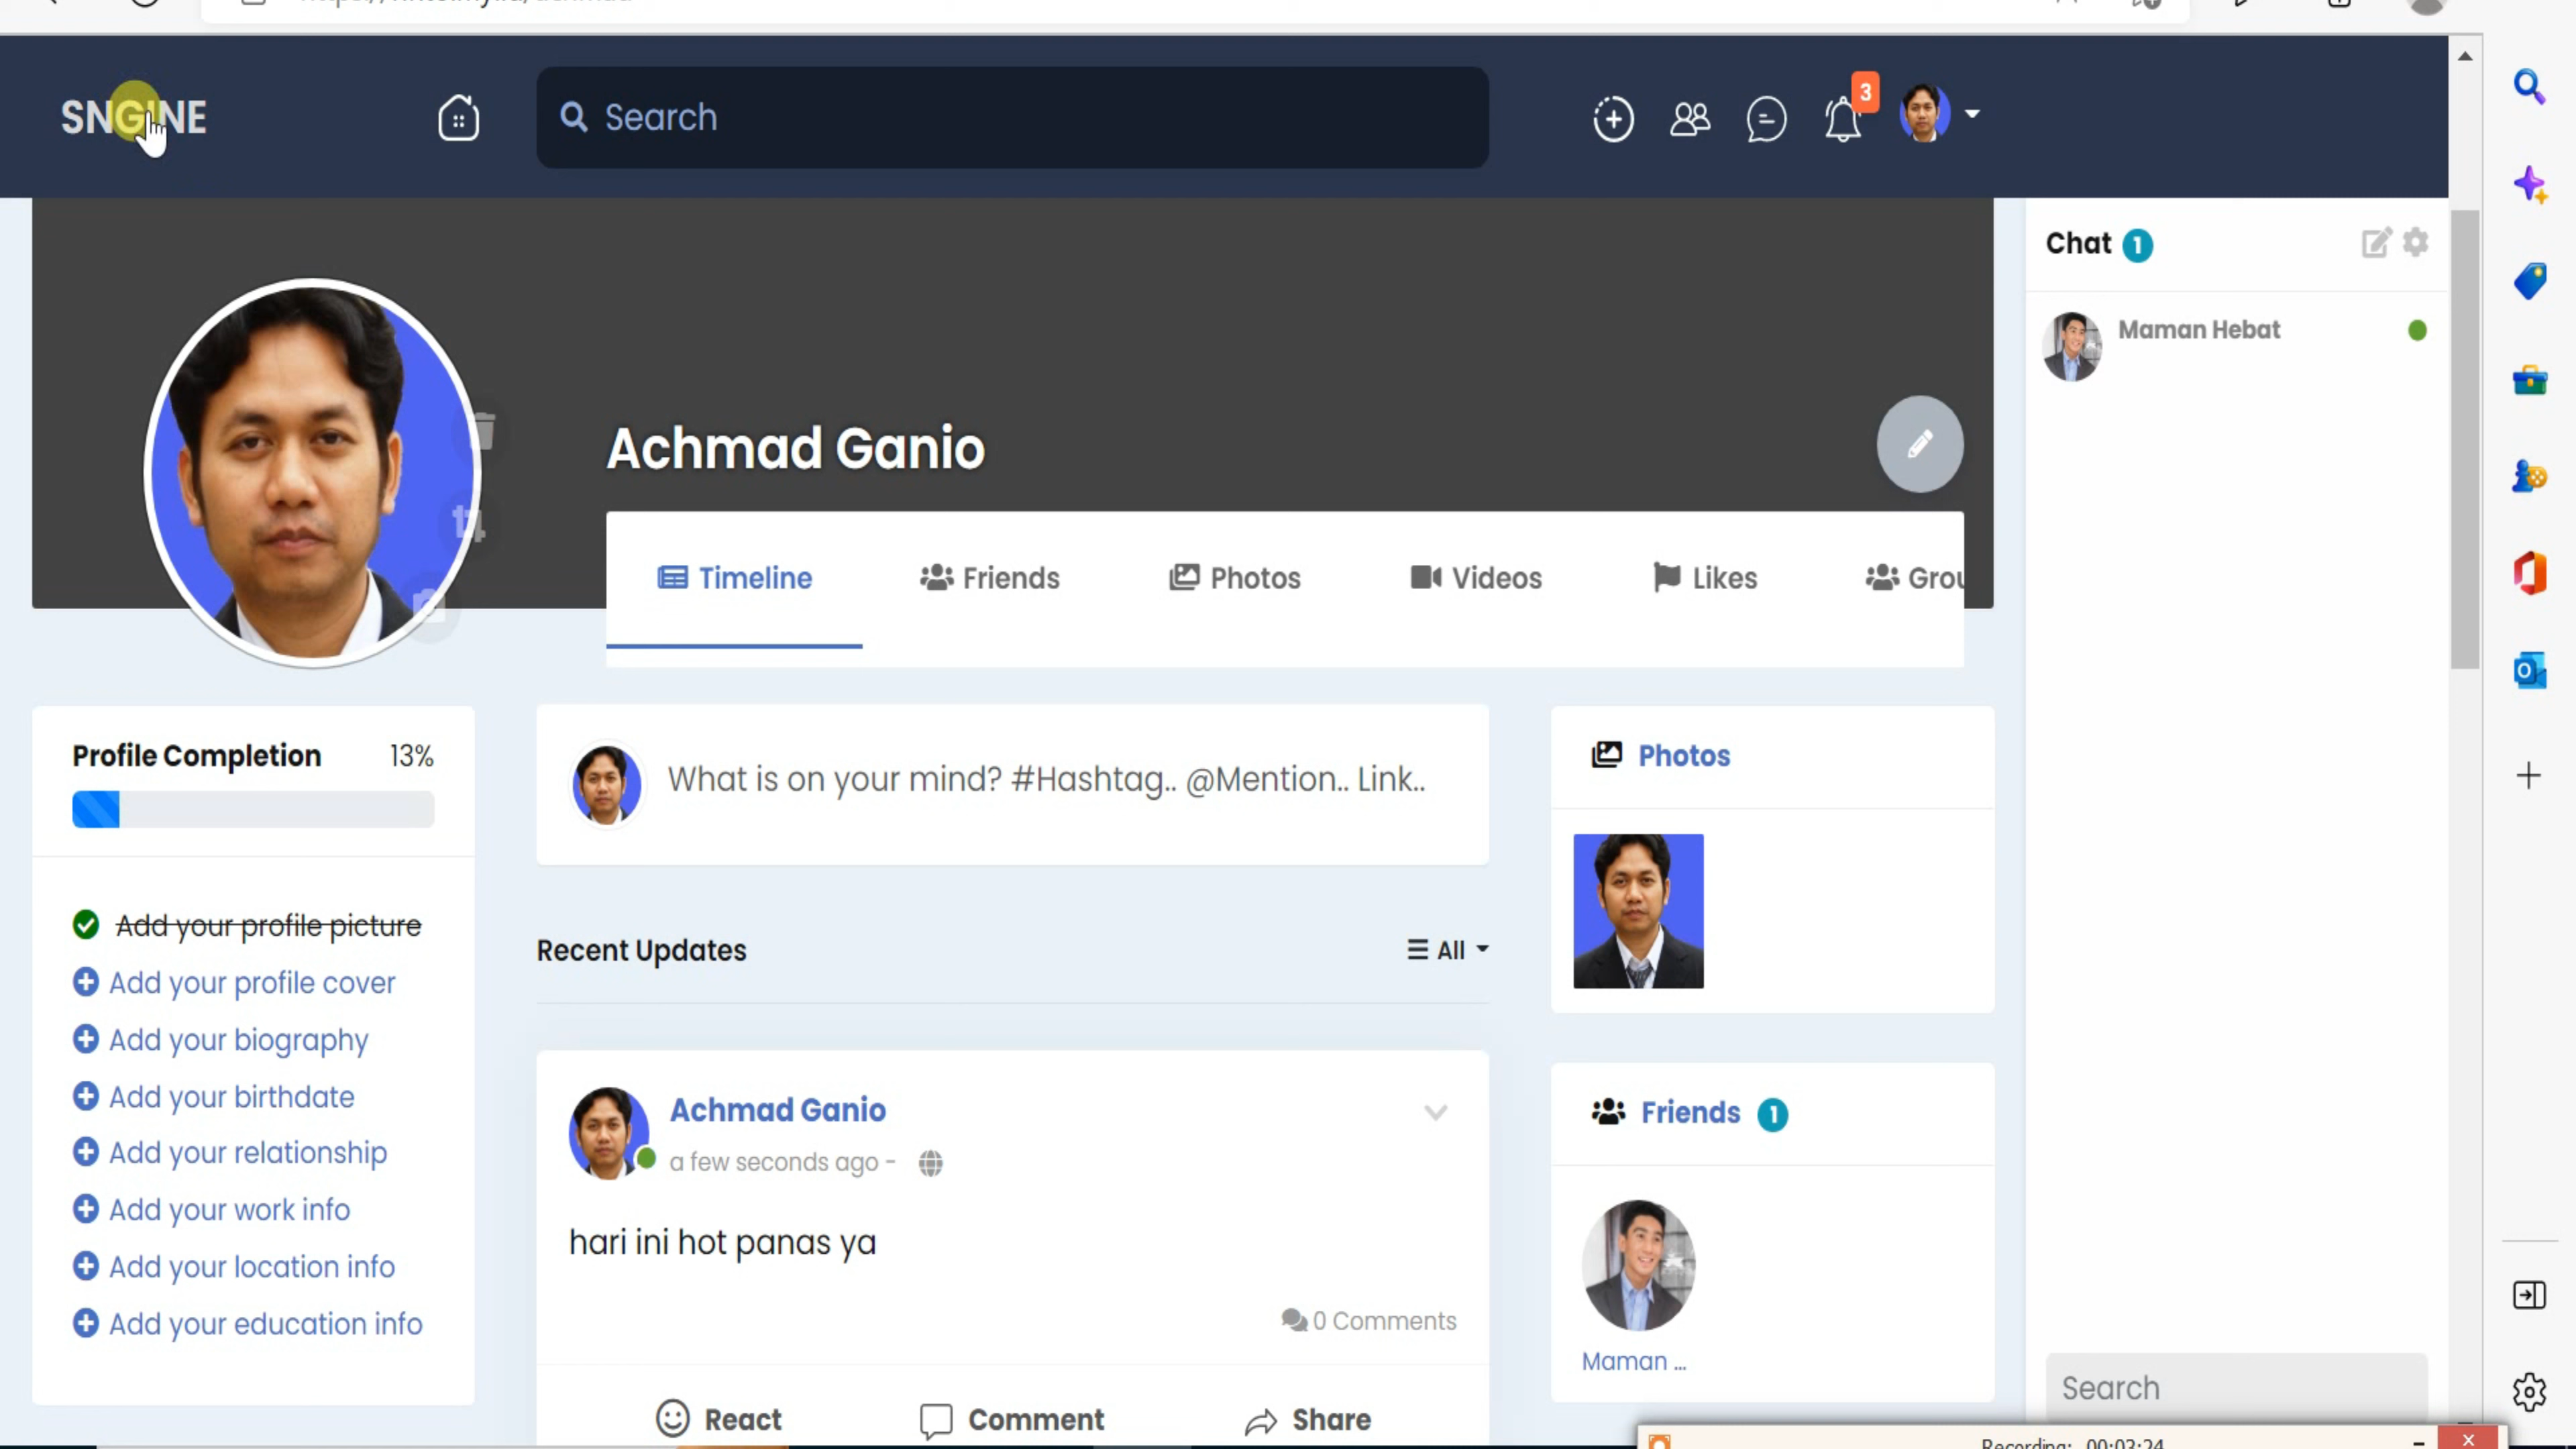 SNGINE
Search
3
Chat 1
Maman Hebat
Achmad Ganio
Timeline
Friends
Photos
Videos
Likes
Grou
Profile Completion 13%
Add your profile picture
Add your profile cover
Add your biography
Add your birthdate
Add your relationship
Add your work info
Add your location info
Add your education info
What is on your mind? #Hashtag.. @Mention.. Link..
Recent Updates
All
Achmad Ganio
a few seconds ago -
hari ini hot panas ya
0 Comments
React
Comment
Share
Photos
Friends 1
Maman ...
Search
Recording: 00:03:24